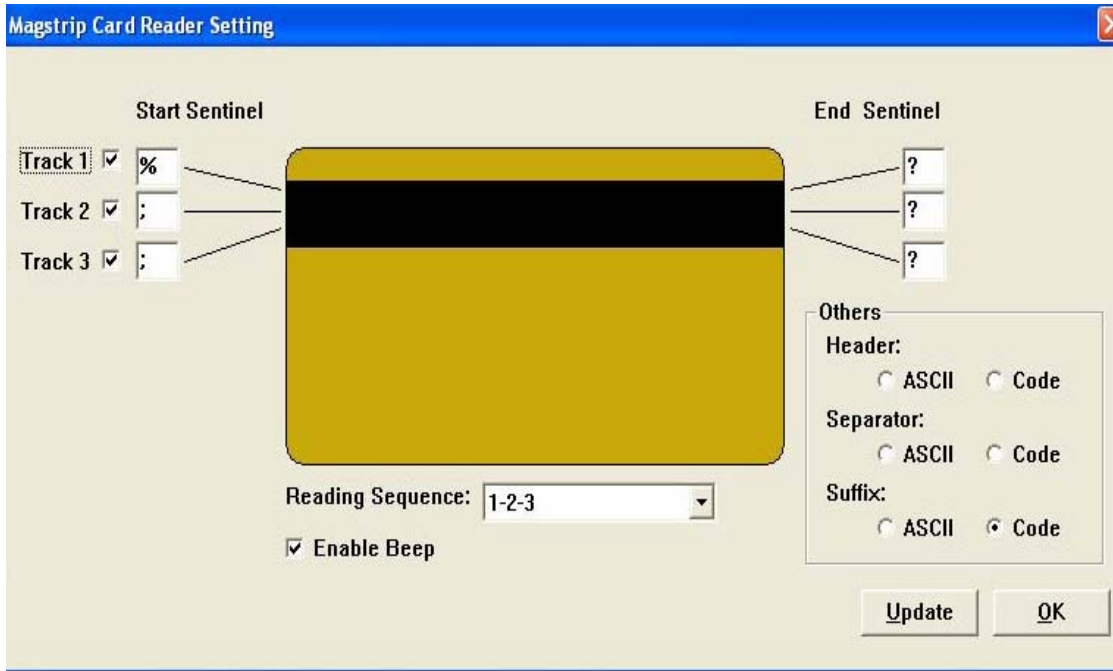 Magstrip Card Reader Setting
Start Sentinel
End Sentinel
Track 1 %
?
Track 2 ;
?
Track 3 ;
?
Others
Header:
ASCII Code
Separator:
ASCII Code
Suffix:
ASCII Code
Reading Sequence: 1-2-3
Enable Beep
Update OK